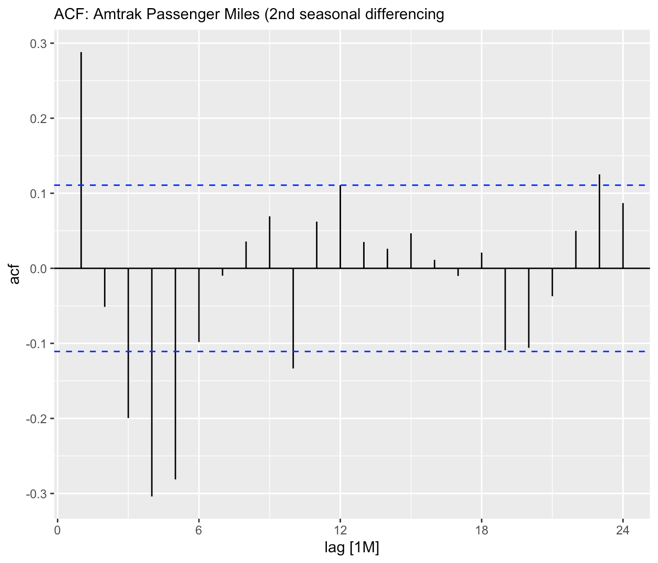 ACF: Amtrak Passenger Miles (2nd seasonal differencing
0.3
0.2
0.1
0.0
-0.1
-0.2
-0.3
acf
0 6 12 18 24
lag [1M]